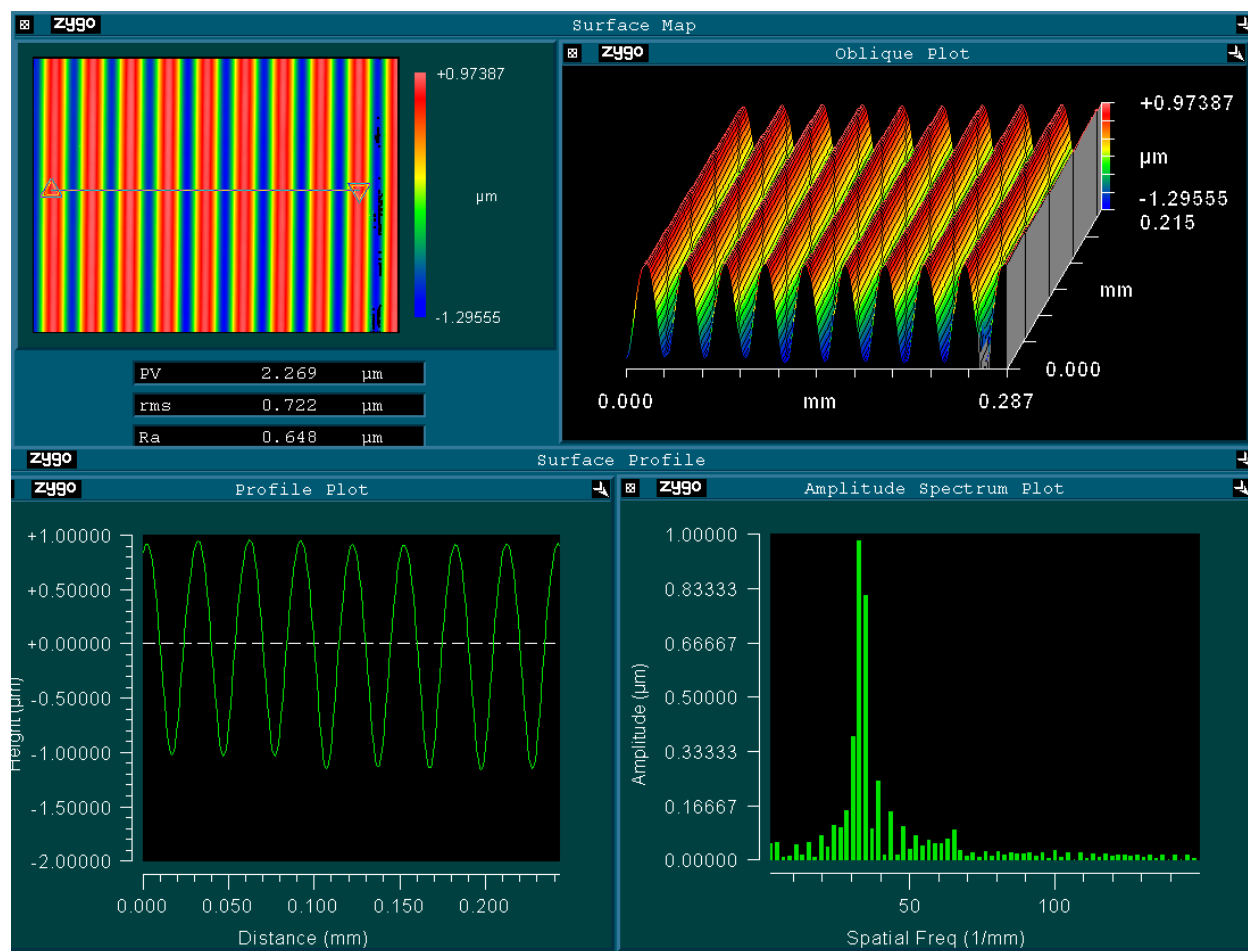 zygo Surface Map
+0.97387
µm
-1.29555
PV 2.269 µm
rms 0.722 µm
Ra 0.648 µm
zygo Oblique Plot
+0.97387
µm
-1.29555
0.215
mm
0.000
0.000 mm 0.287
zygo Surface Profile
zygo Profile Plot
+1.00000
+0.50000
+0.00000
-0.50000
-1.00000
-1.50000
-2.00000
Height (µm)
0.000 0.050 0.100 0.150 0.200
Distance (mm)
zygo Amplitude Spectrum Plot
1.00000
0.83333
0.66667
0.50000
0.33333
0.16667
0.00000
Amplitude (µm)
50 100
Spatial Freq (1/mm)